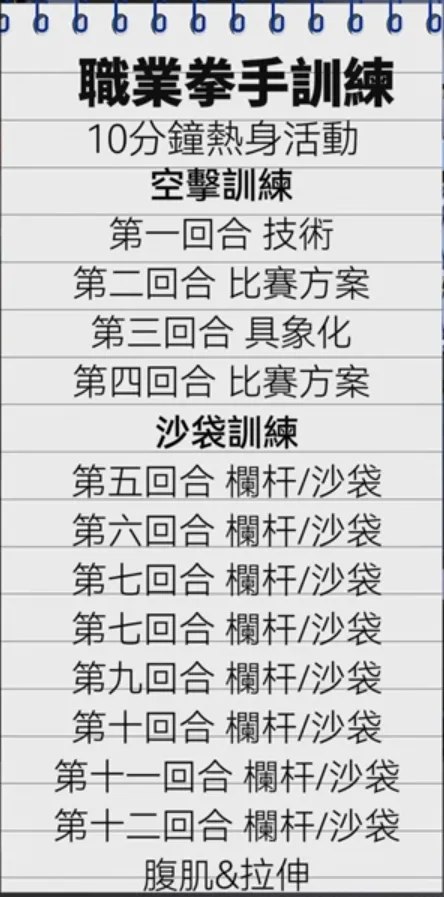 職業拳手訓練
10分鐘熱身活動
空擊訓練
第一回合 技術
第二回合 比賽方案
第三回合 具象化
第四回合 比賽方案
沙袋訓練
第五回合 欄杆/沙袋
第六回合 欄杆/沙袋
第七回合 欄杆/沙袋
第七回合 欄杆/沙袋
第九回合 欄杆/沙袋
第十回合 欄杆/沙袋
第十一回合 欄杆/沙袋
第十二回合 欄杆/沙袋
腹肌&拉伸